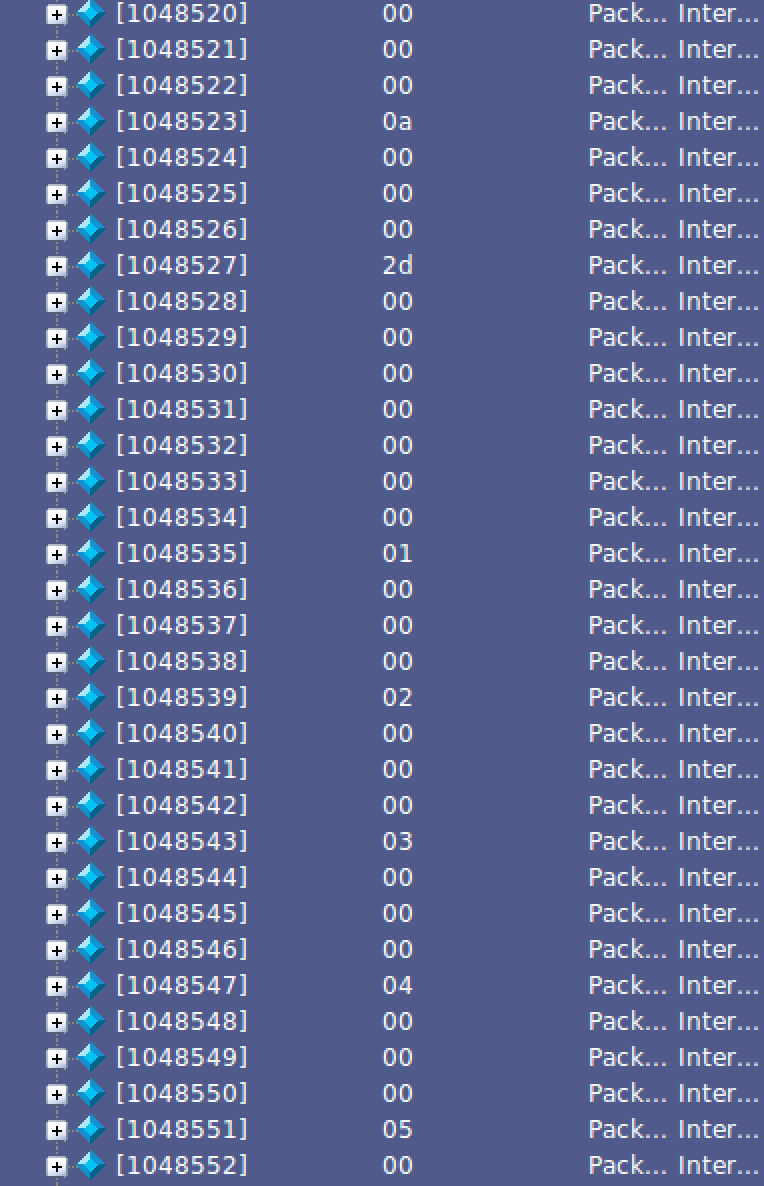 [1048520] 00 Pack... Inter...
[1048521] 00 Pack... Inter...
[1048522] 00 Pack... Inter...
[1048523] 0a Pack... Inter...
[1048524] 00 Pack... Inter...
[1048525] 00 Pack... Inter...
[1048526] 00 Pack... Inter...
[1048527] 2d Pack... Inter...
[1048528] 00 Pack... Inter...
[1048529] 00 Pack... Inter...
[1048530] 00 Pack... Inter...
[1048531] 00 Pack... Inter...
[1048532] 00 Pack... Inter...
[1048533] 00 Pack... Inter...
[1048534] 00 Pack... Inter...
[1048535] 01 Pack... Inter...
[1048536] 00 Pack... Inter...
[1048537] 00 Pack... Inter...
[1048538] 00 Pack... Inter...
[1048539] 02 Pack... Inter...
[1048540] 00 Pack... Inter...
[1048541] 00 Pack... Inter...
[1048542] 00 Pack... Inter...
[1048543] 03 Pack... Inter...
[1048544] 00 Pack... Inter...
[1048545] 00 Pack... Inter...
[1048546] 00 Pack... Inter...
[1048547] 04 Pack... Inter...
[1048548] 00 Pack... Inter...
[1048549] 00 Pack... Inter...
[1048550] 00 Pack... Inter...
[1048551] 05 Pack... Inter...
[1048552] 00 Pack... Inter...